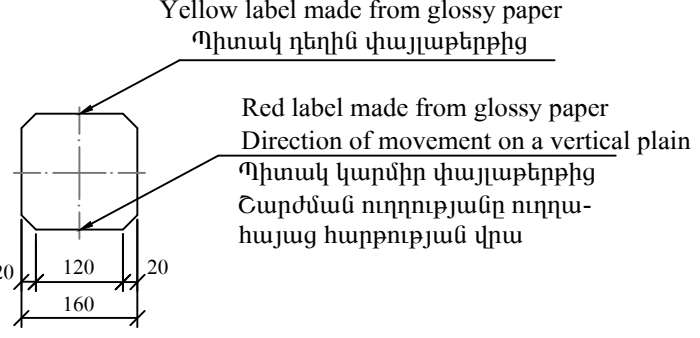 Yellow label made from glossy paper
Պիտակ դեղին փայլաթերթից
Red label made from glossy paper
Direction of movement on a vertical plain
Պիտակ կարմիր փայլաթերթից
Շարժման ուղղությանը ուղղա-
հայաց հարթության վրա
20 120 20
160